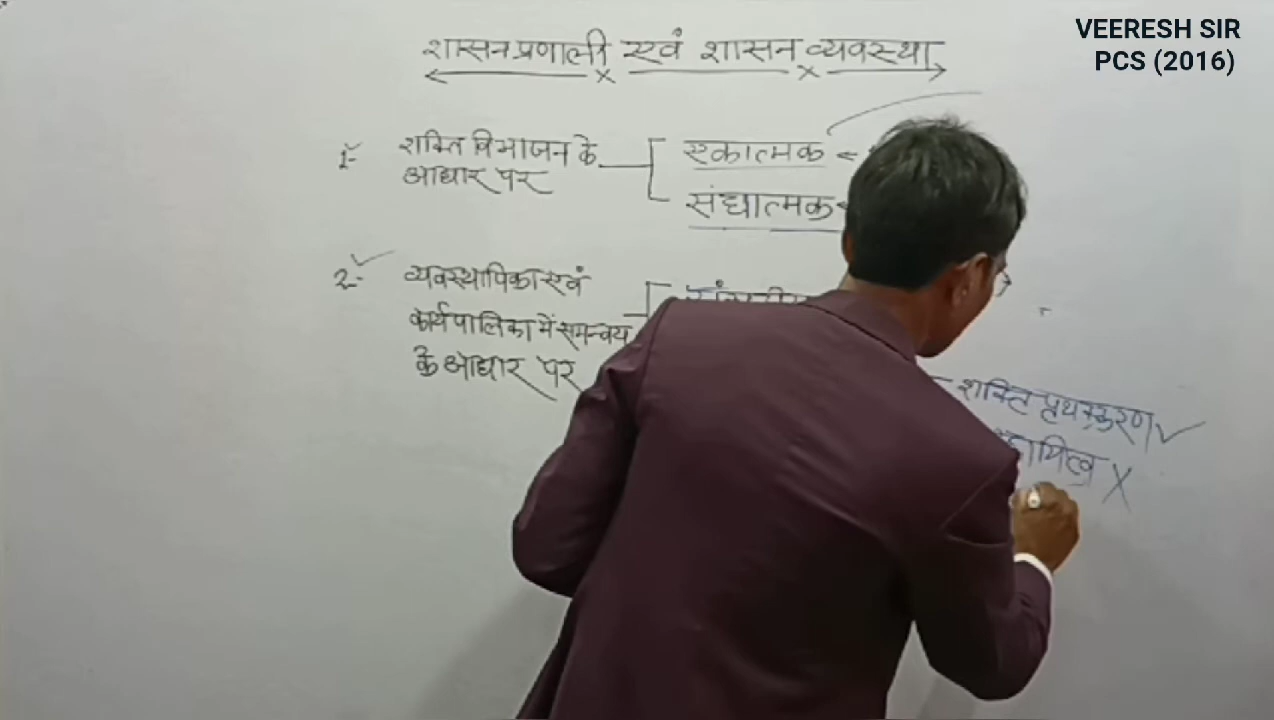 VEERESH SIR
PCS (2016)
शासन प्रणाली एवं शासन व्यवस्था
1- शक्ति विभाजन के
आधार पर
एकात्मक
संघात्मक
2- व्यवस्थापिका एवं
कार्यपालिका में समन्वय
के आधार पर
शक्ति पृथक्करण